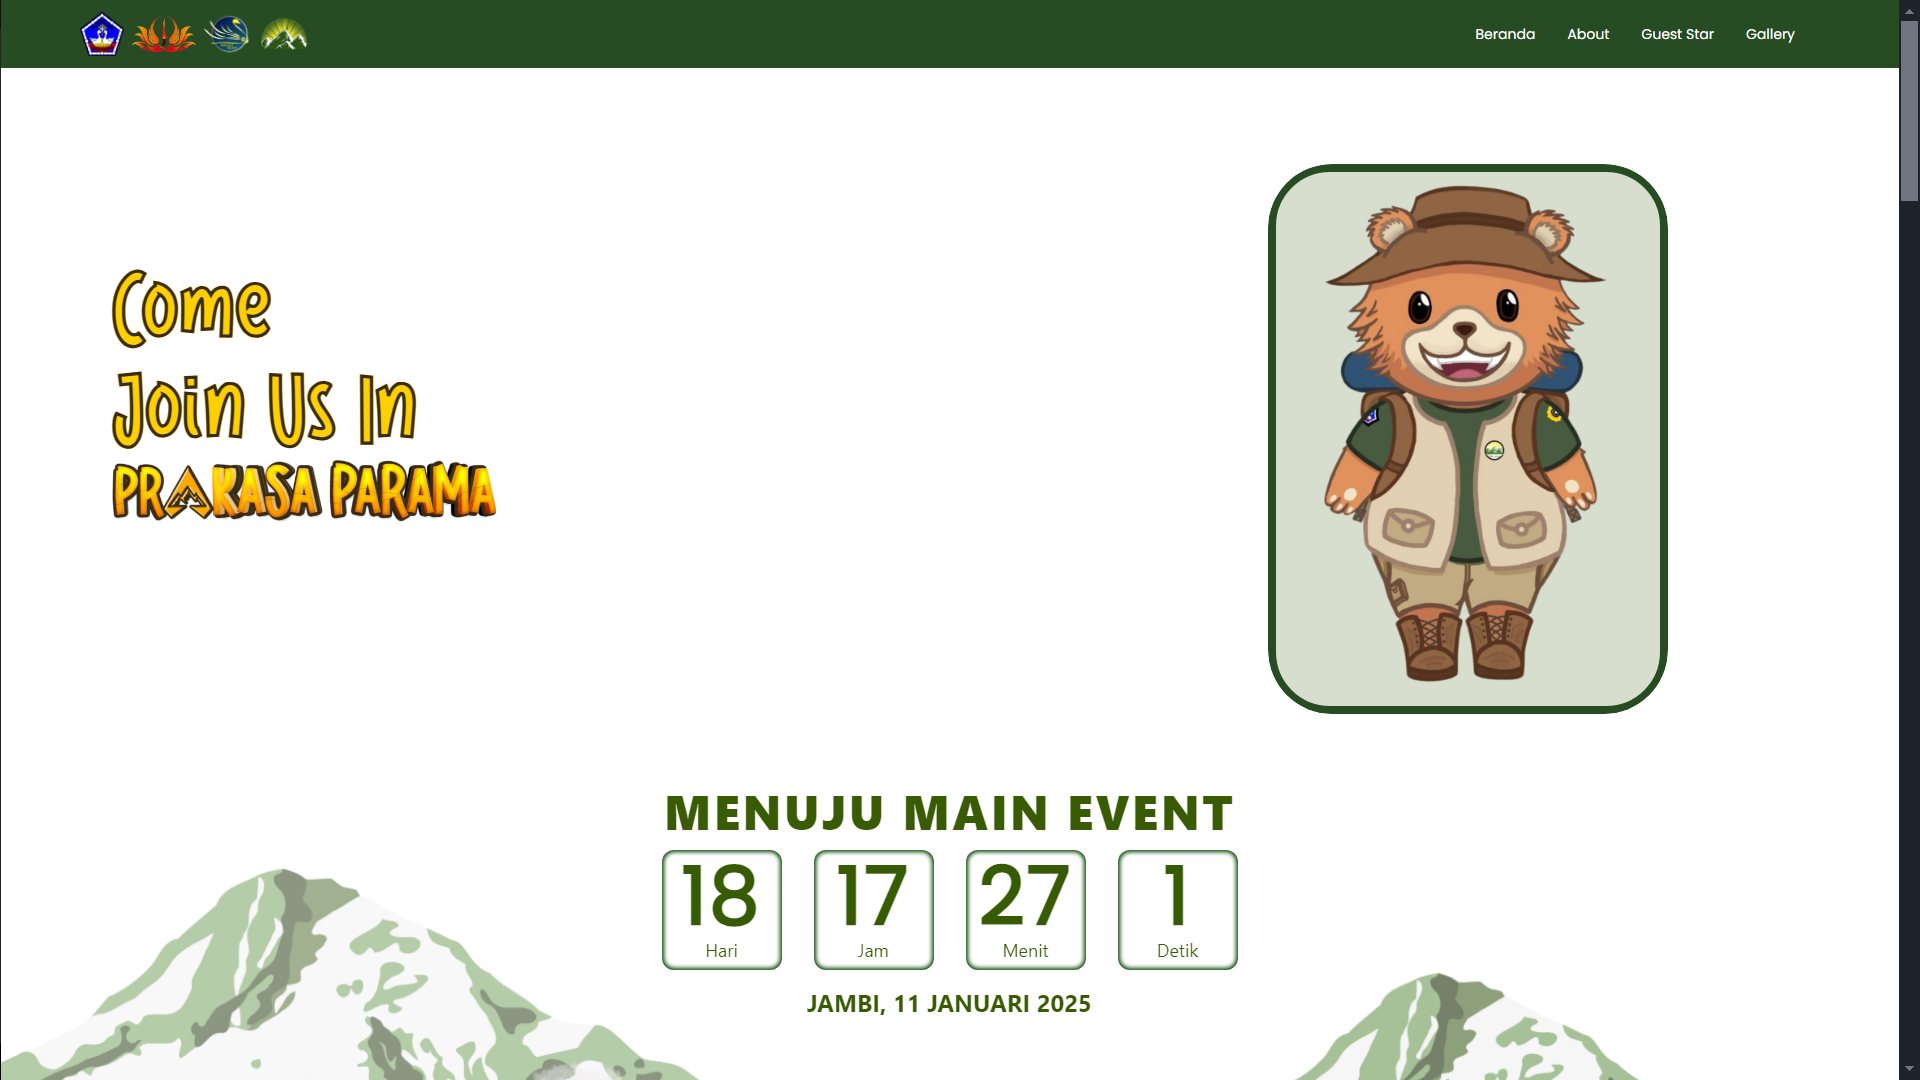 Beranda About Guest Star Gallery
Come
Join Us In
PRAKASA PARAMA
MENUJU MAIN EVENT
18 17 27 1
Hari Jam Menit Detik
JAMBI, 11 JANUARI 2025